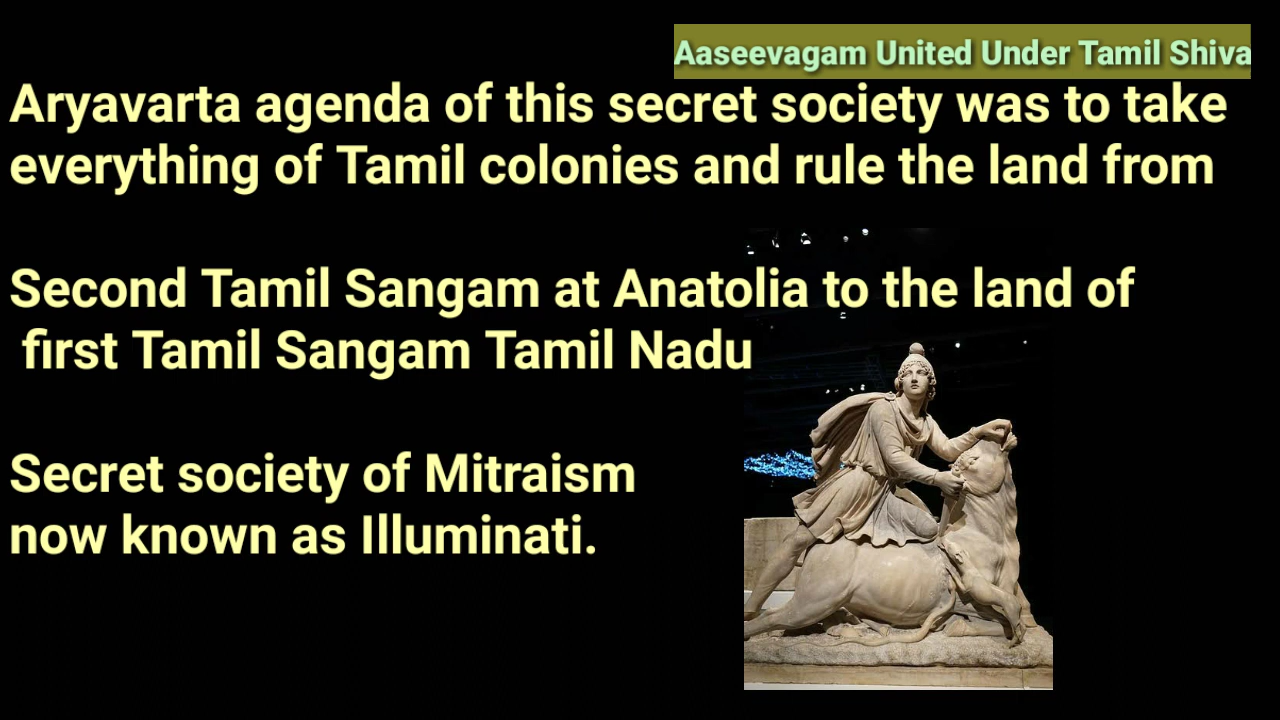 Aaseevagam United Under Tamil Shiva
Aryavarta agenda of this secret society was to take
everything of Tamil colonies and rule the land from
Second Tamil Sangam at Anatolia to the land of
first Tamil Sangam Tamil Nadu
Secret society of Mitraism
now known as Illuminati.